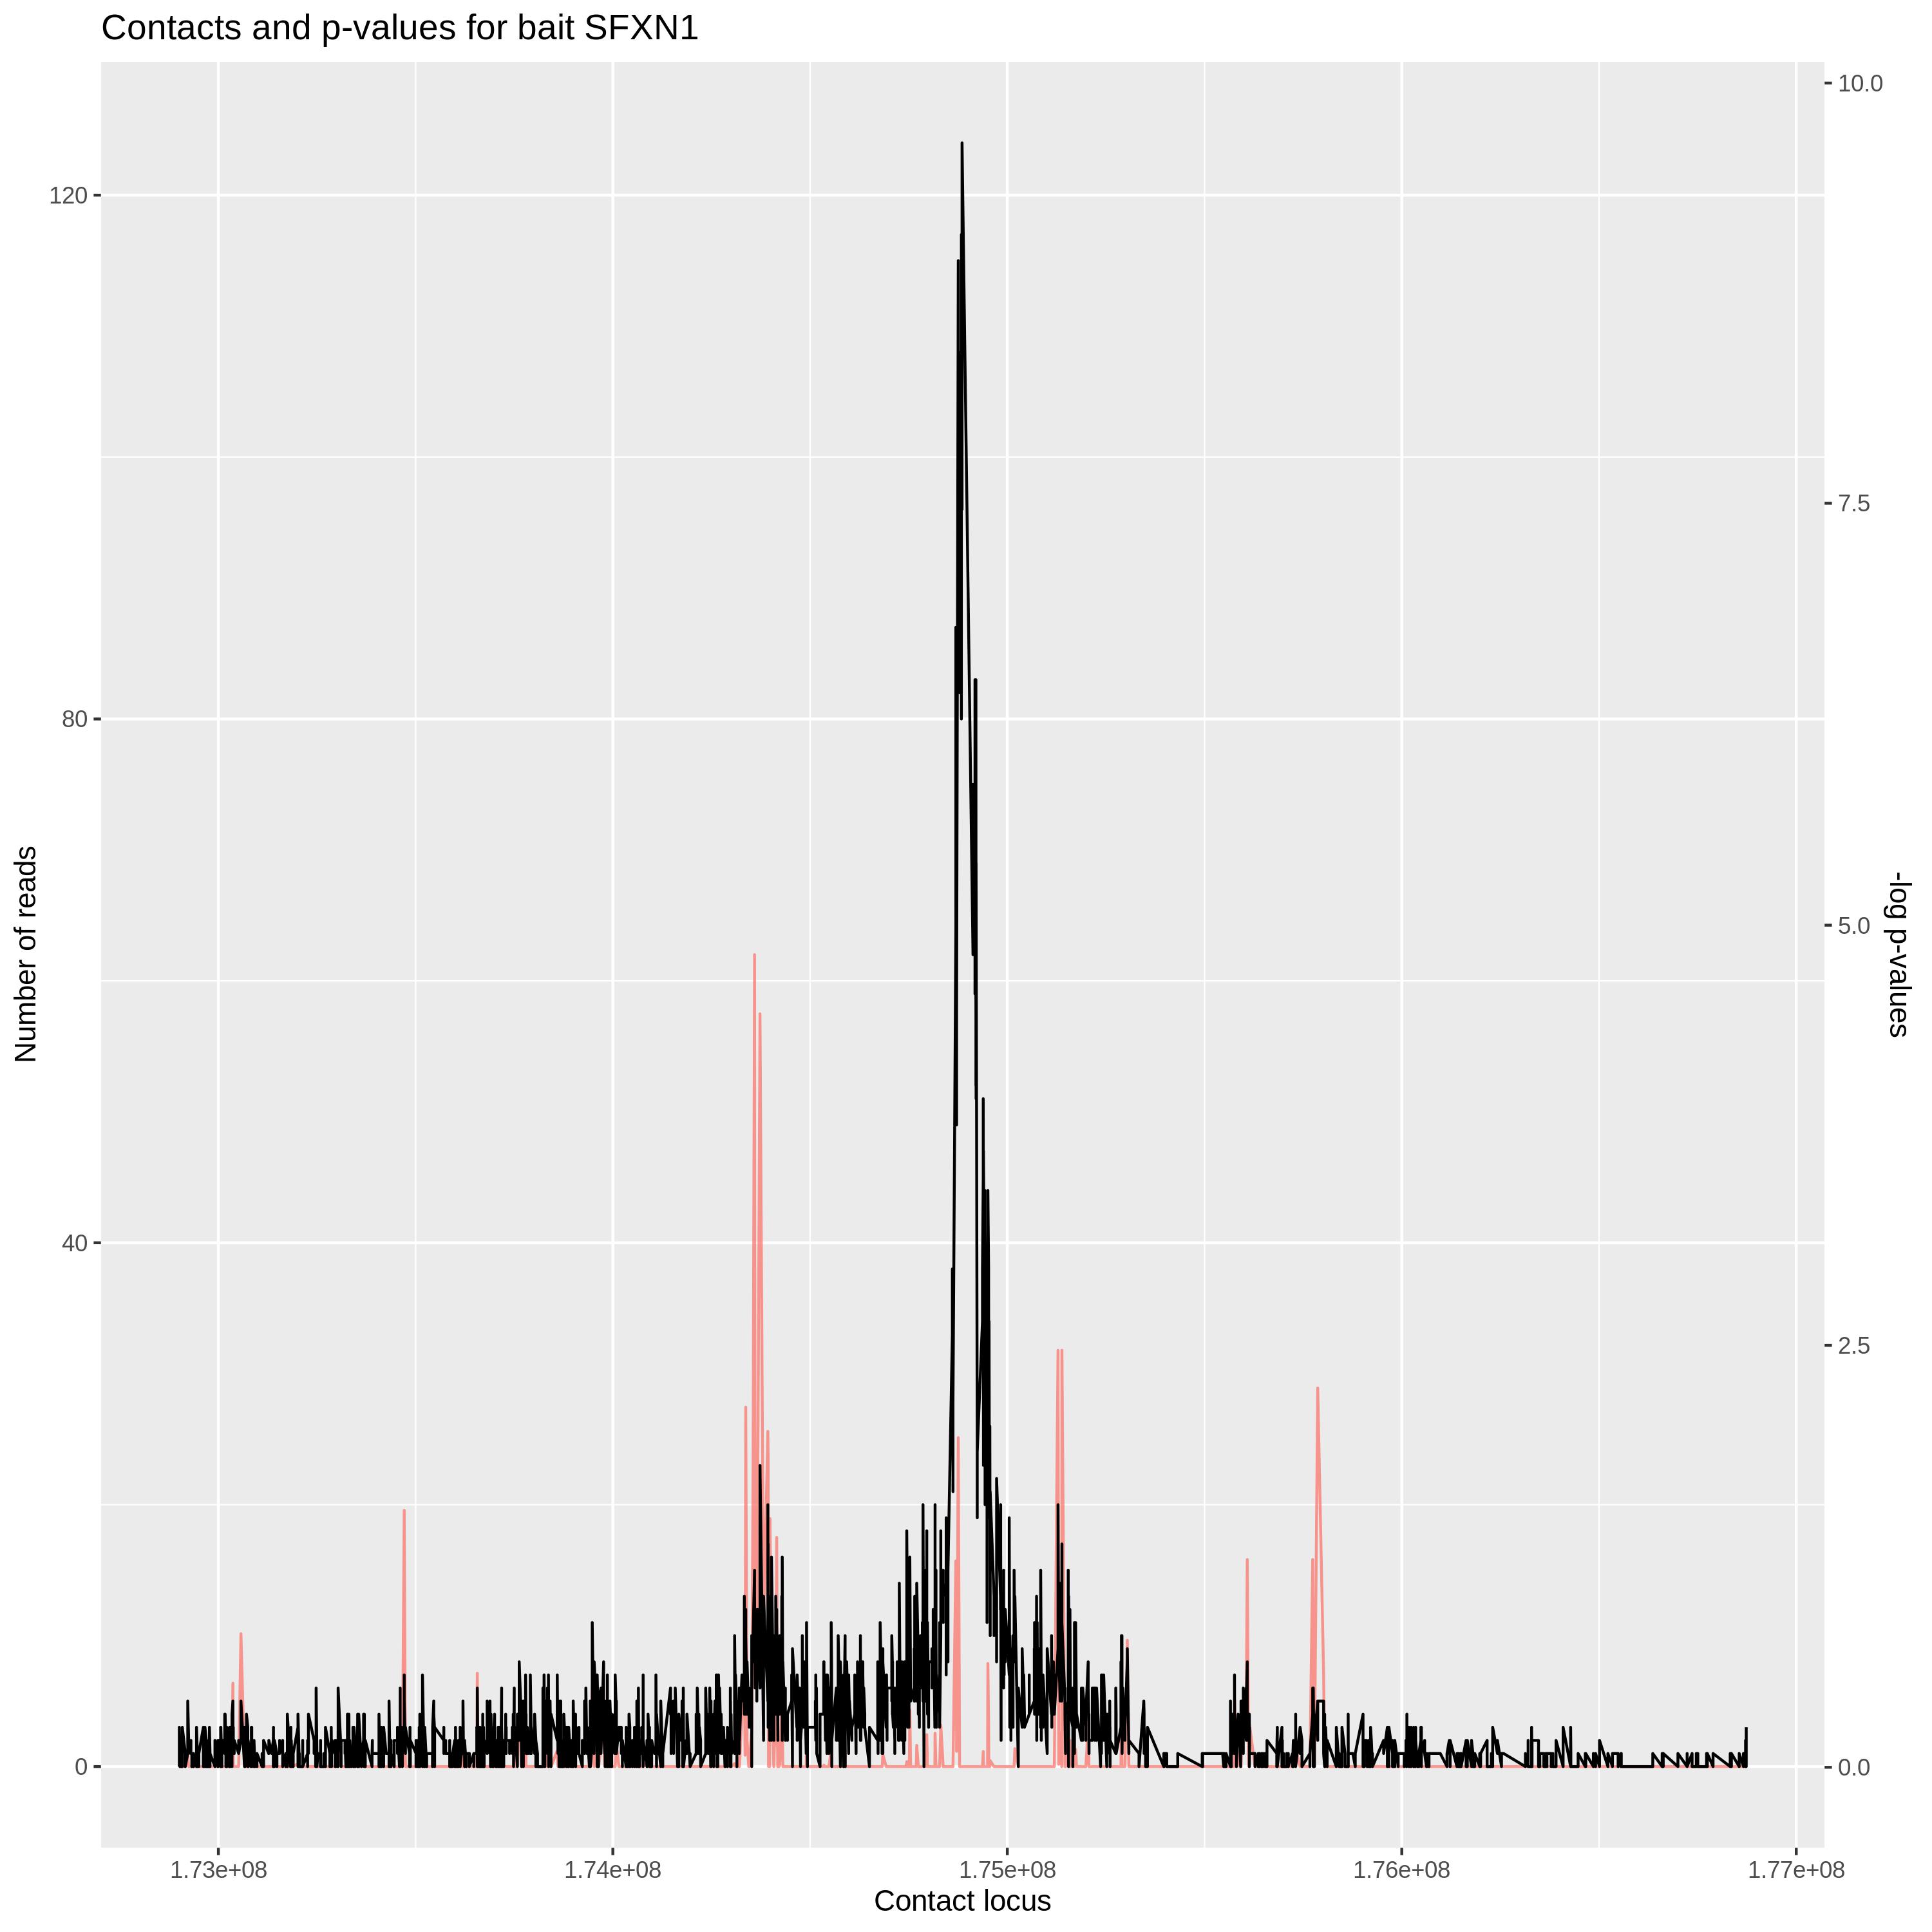 Contacts and p-values for bait SFXN1
120
80
40
0
Number of reads
10.0
7.5
5.0
2.5
0.0
-log p-values
1.73e+08
1.74e+08
1.75e+08
1.76e+08
1.77e+08
Contact locus